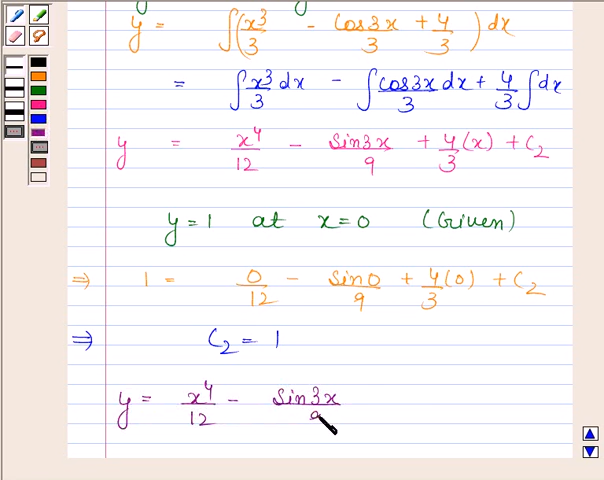 y = ∫(x³/3 - cos3x/3 + 4/3) dx
= ∫x³/3 dx - ∫cos3x/3 dx + 4/3 ∫dx
y = x⁴/12 - sin3x/9 + 4/3(x) + C₂
y=1 at x=0 (Given)
⇒ 1 = 0/12 - sin0/9 + 4/3(0) + C₂
⇒ C₂ = 1
y = x⁴/12 - sin3x/9